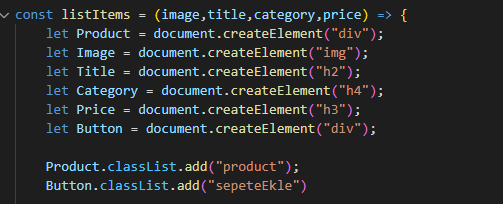 const listItems = (image,title,category,price) => {
let Product = document.createElement("div");
let Image = document.createElement("img");
let Title = document.createElement("h2");
let Category = document.createElement("h4");
let Price = document.createElement("h3");
let Button = document.createElement("div");
Product.classList.add("product");
Button.classList.add("sepeteEkle")